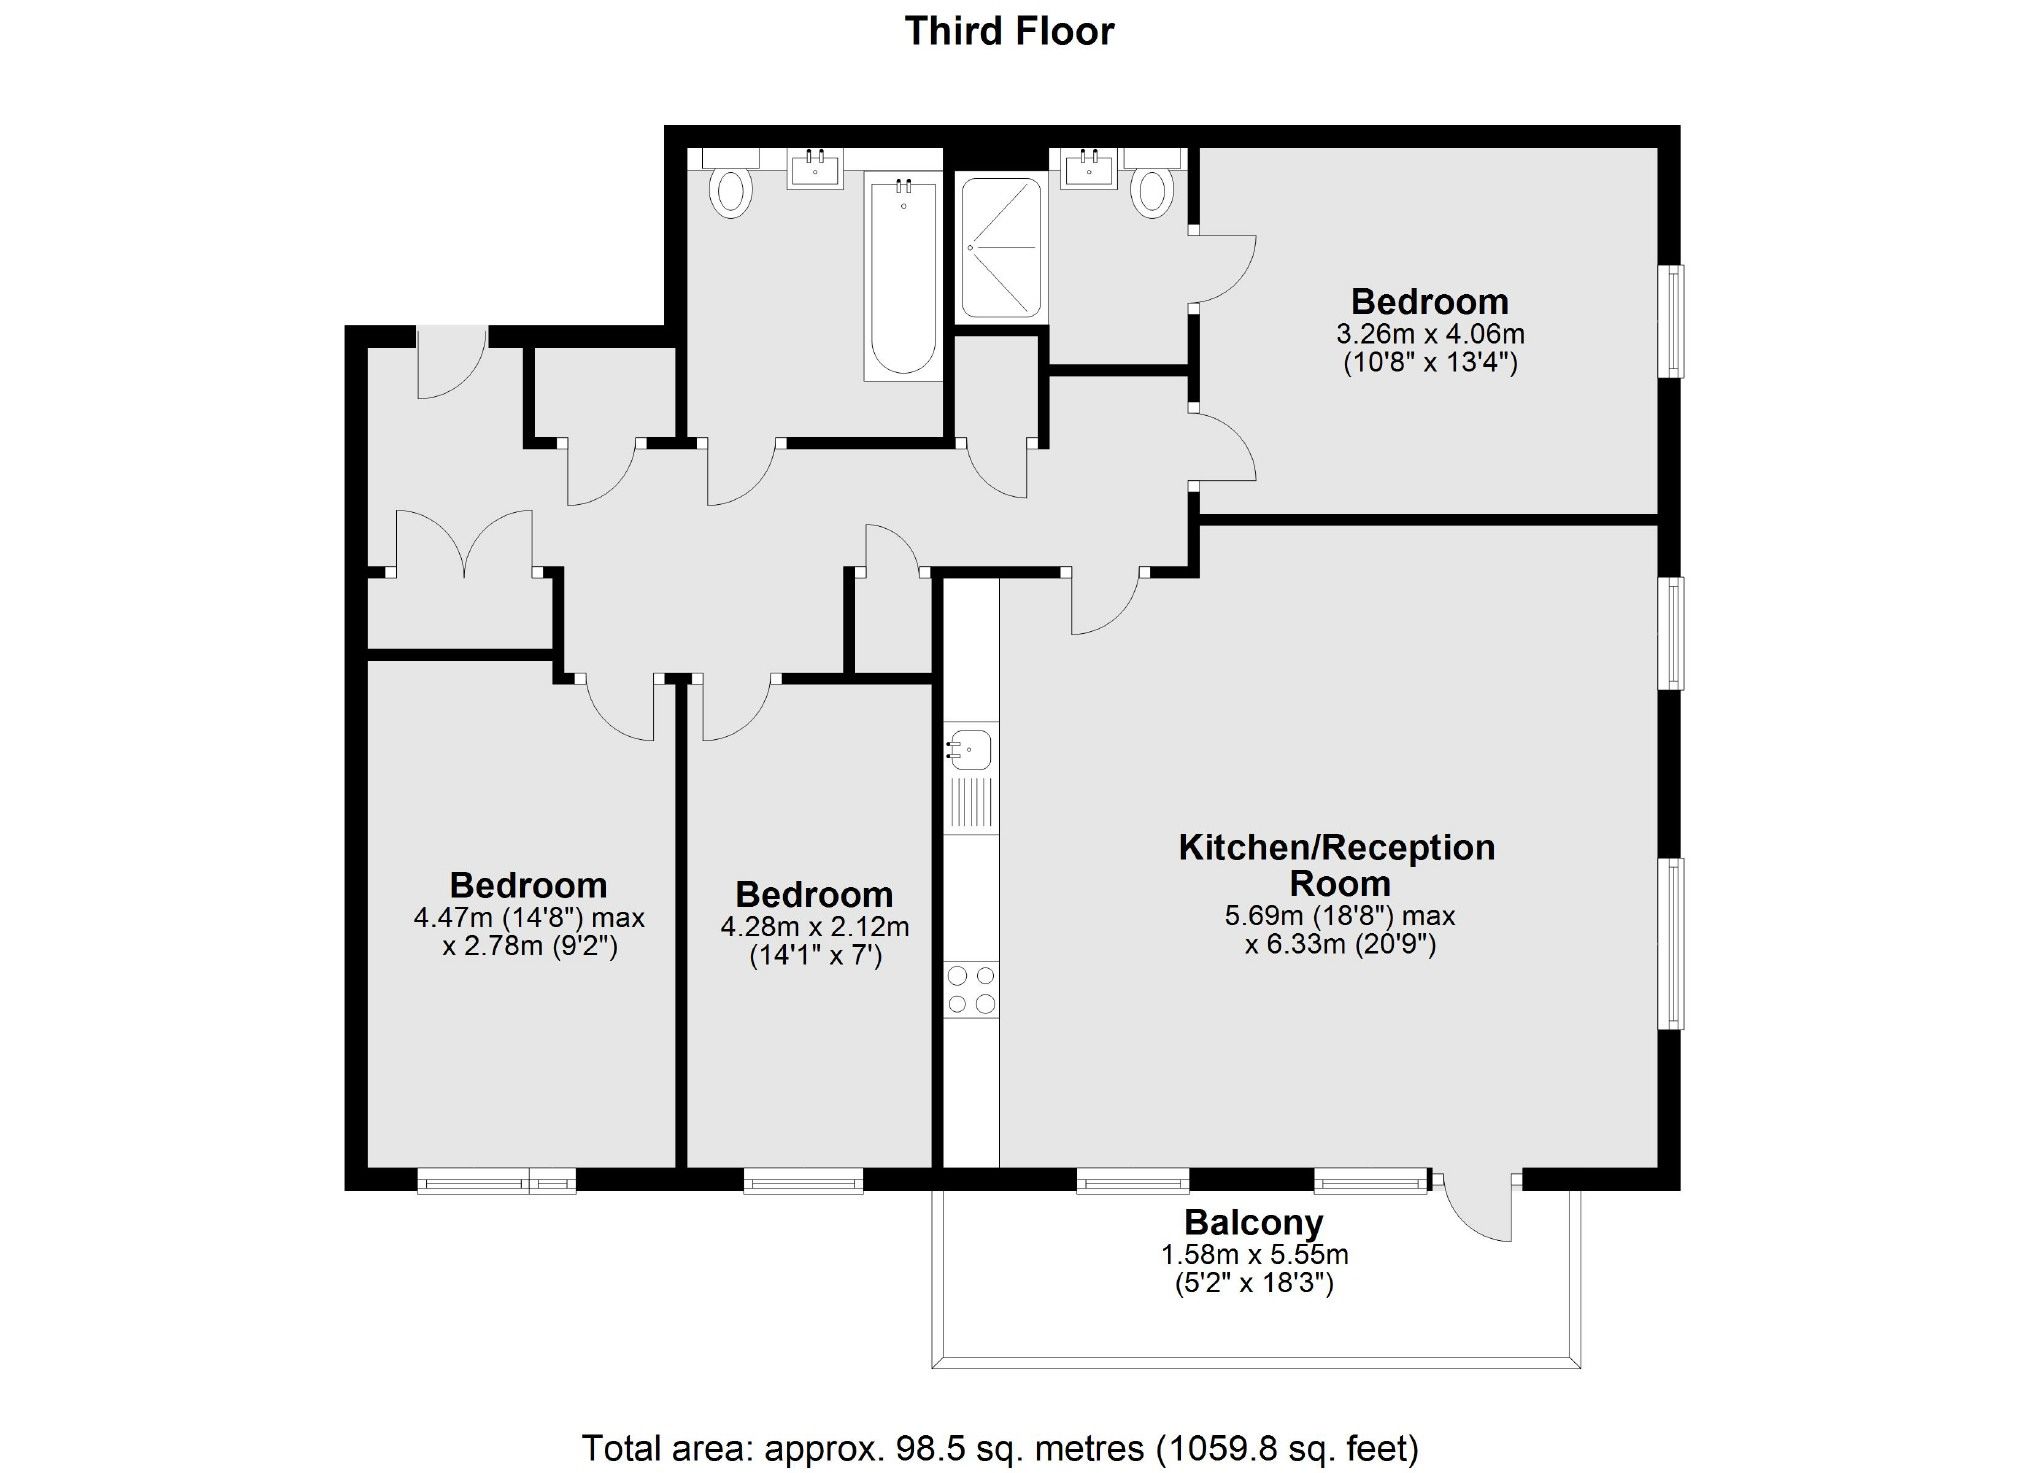 Third Floor
Bedroom
3.26m x 4.06m
(10'8" x 13'4")
Kitchen/Reception
Room
5.69m (18'8") max
x 6.33m (20'9")
Bedroom
4.47m (14'8") max
x 2.78m (9'2")
Bedroom
4.28m x 2.12m
(14'1" x 7')
Balcony
1.58m x 5.55m
(5'2" x 18'3")
Total area: approx. 98.5 sq. metres (1059.8 sq. feet)